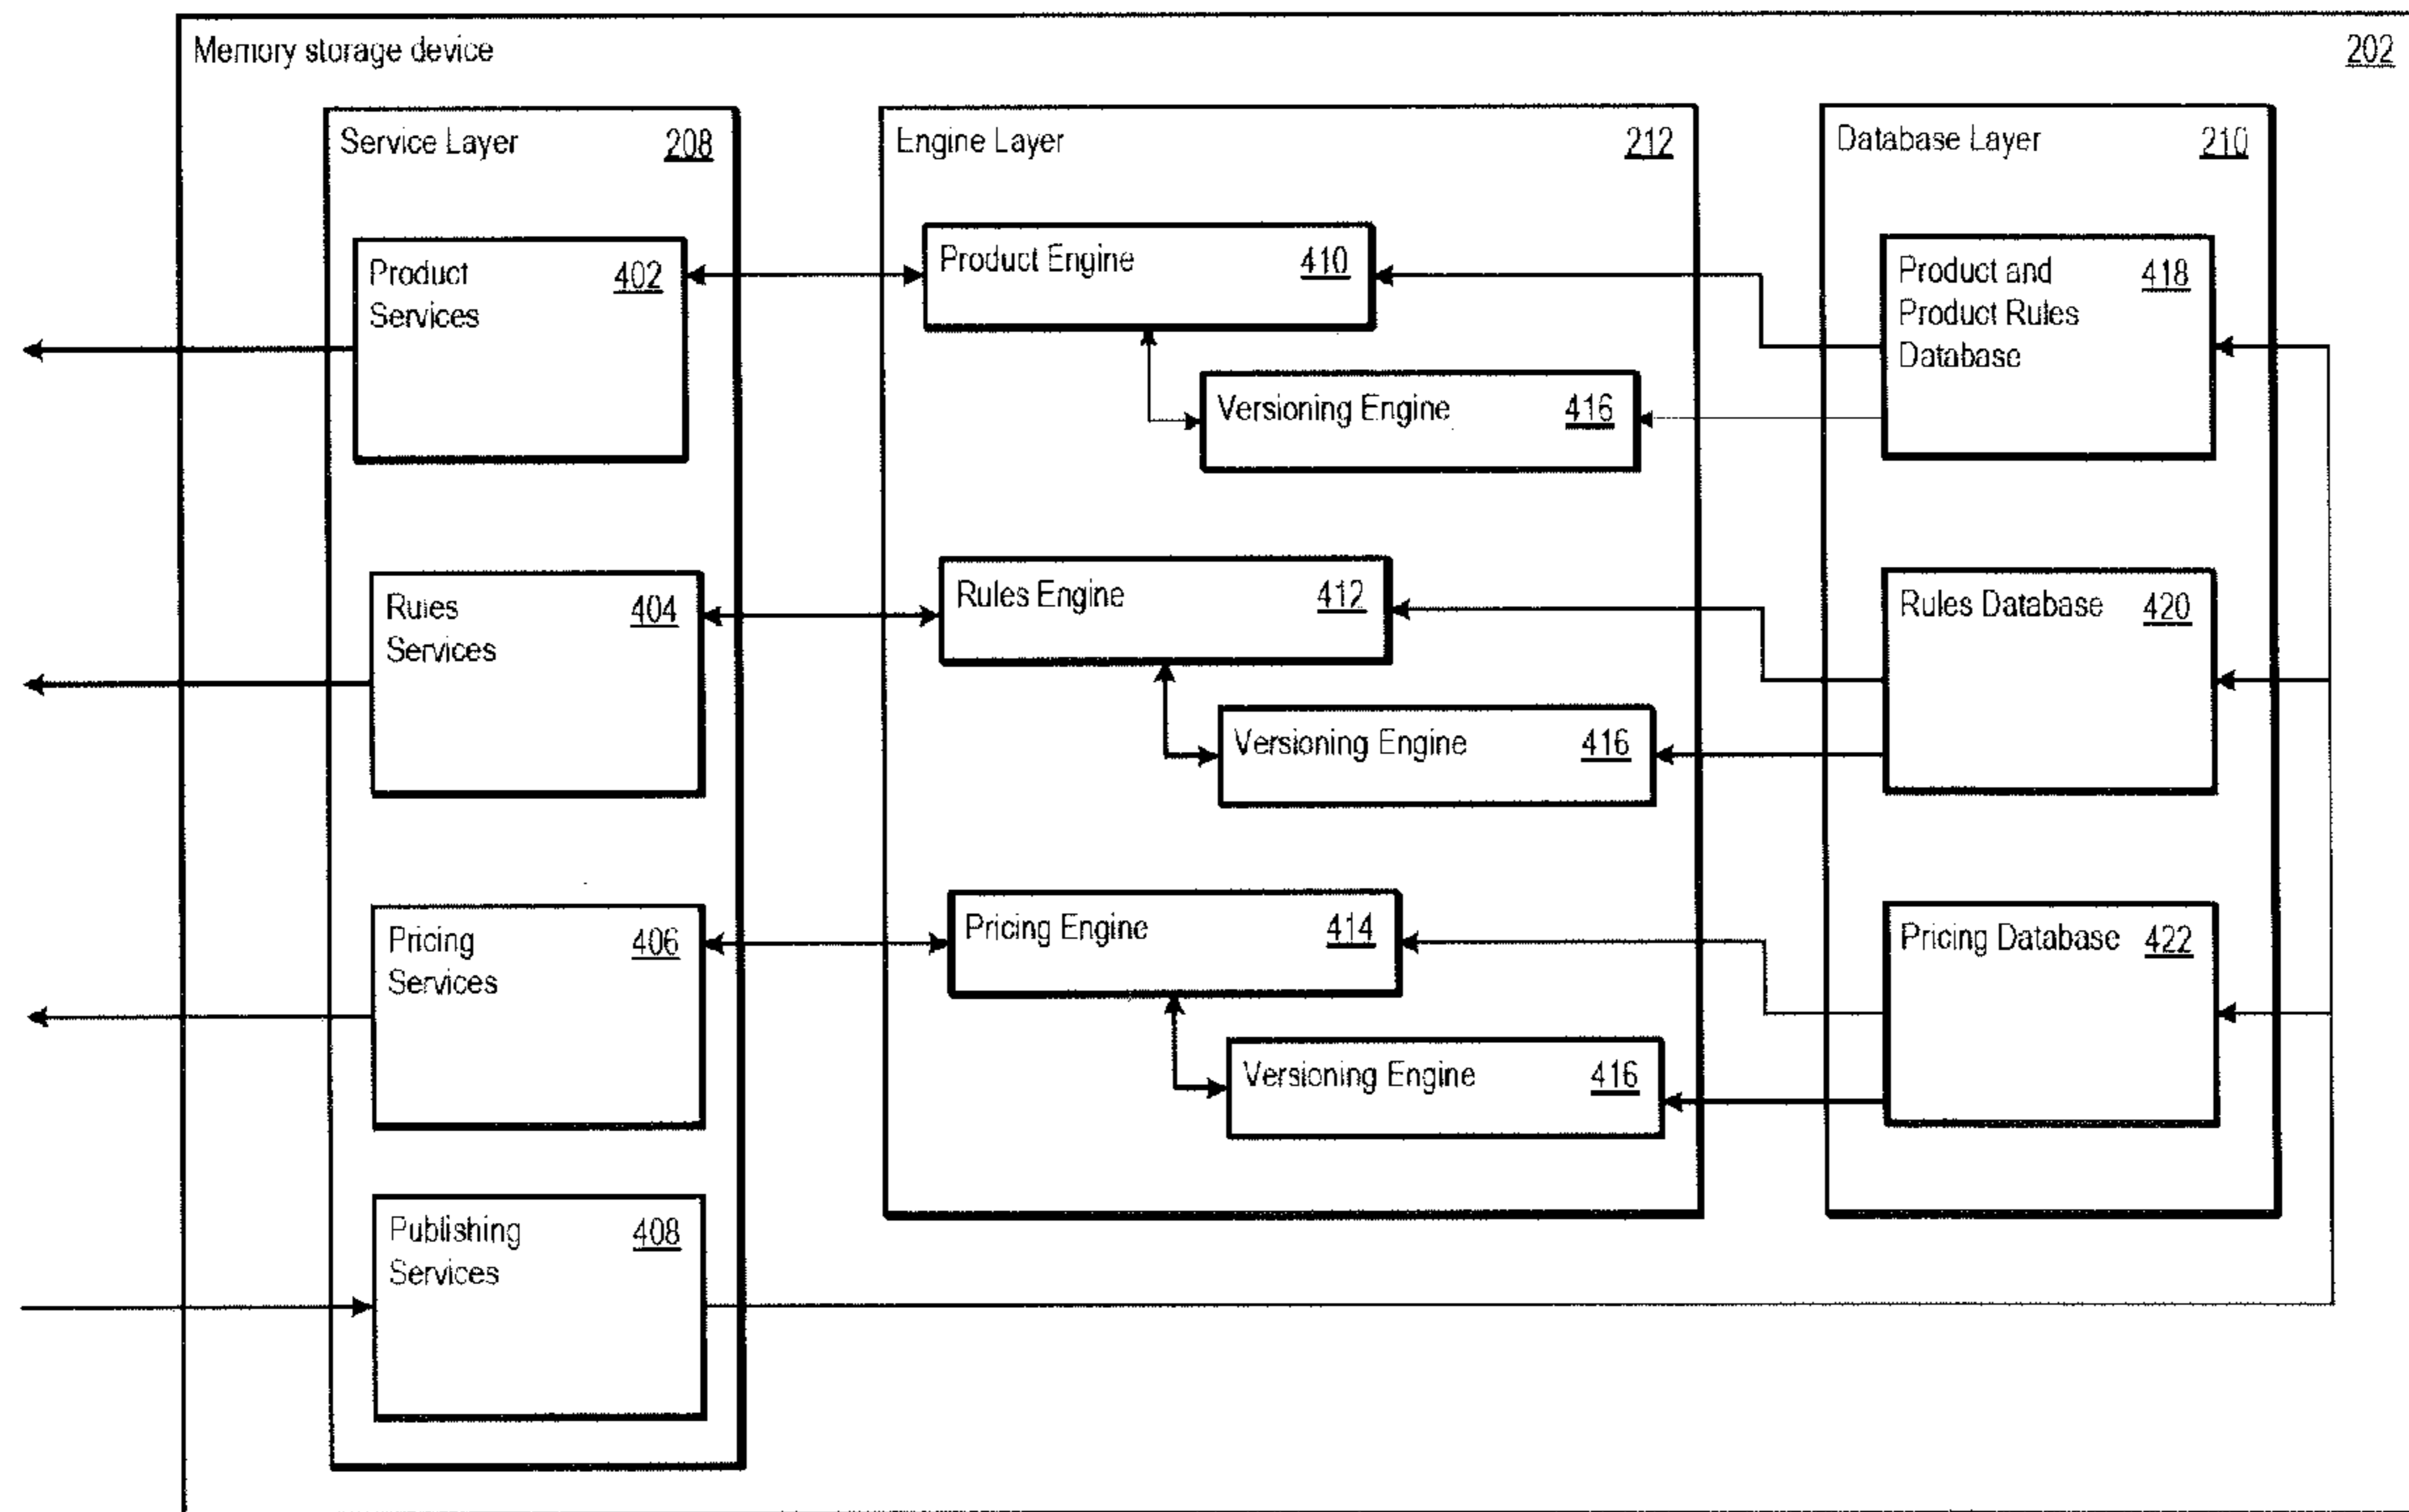 Memory storage device 202
Service Layer 208
Engine Layer 212
Database Layer 210
Product 402
Services
Product Engine 410
Product and 418
Product Rules
Database
Versioning Engine 416
Rules 404
Services
Rules Engine 412
Rules Database 420
Versioning Engine 416
Pricing 406
Services
Pricing Engine 414
Pricing Database 422
Versioning Engine 416
Publishing 408
Services